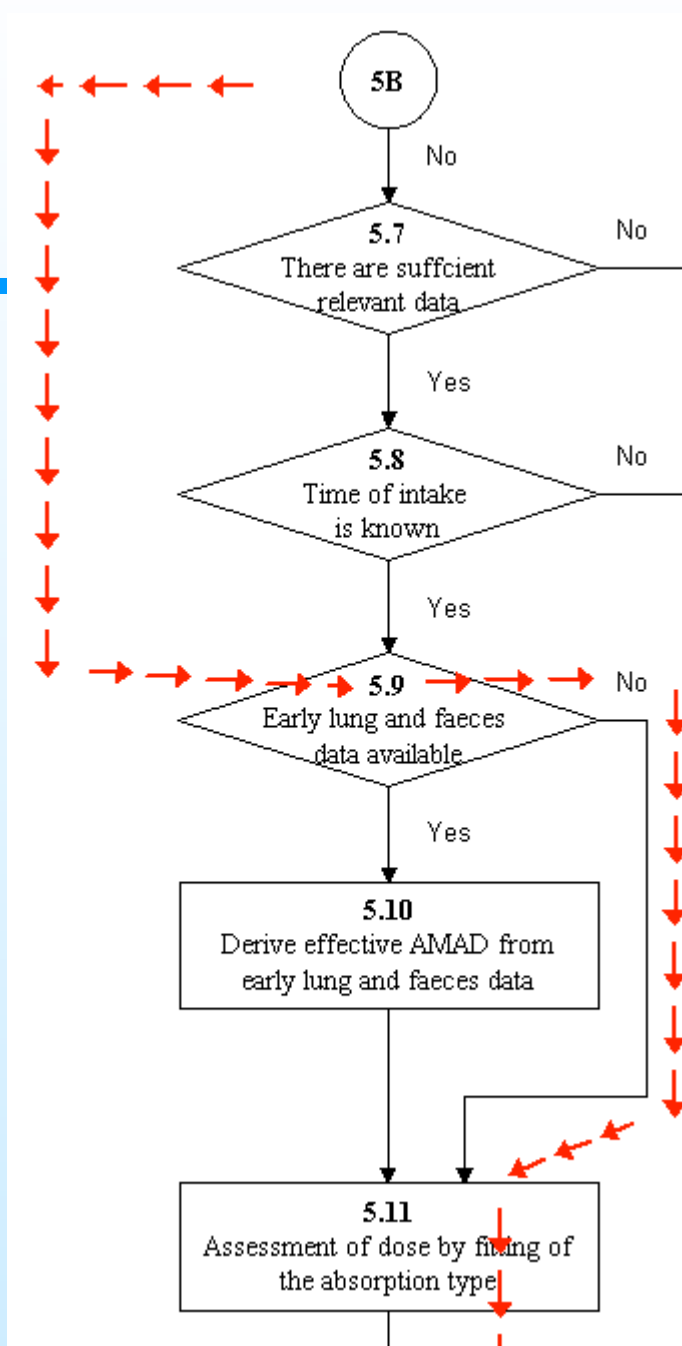 5B
No
5.7
No
There are suffcient
relevant data
Yes
5.8
No
Time of intake
is known
Yes
5.9
No
Early lung and faeces
data available
Yes
5.10
Derive effective AMAD from
early lung and faeces data
5.11
Assessment of dose by fitting of
the absorption type